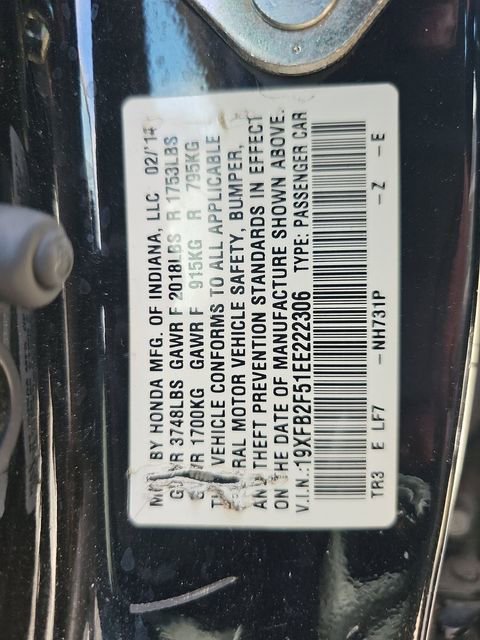 BY HONDA MFG. OF INDIANA, LLC 02/'14
3748LBS GAWR F 2018LBS R 1753LBS
1700KG GAWR F 915KG R 795KG
VEHICLE CONFORMS TO ALL APPLICABLE
RAL MOTOR VEHICLE SAFETY, BUMPER,
AN THEFT PREVENTION STANDARDS IN EFFECT
ON THE DATE OF MANUFACTURE SHOWN ABOVE.
V.I.N.:19XFB2F51EE222306 TYPE: PASSENGER CAR
TR3 E LF7 -NH731P -Z -E